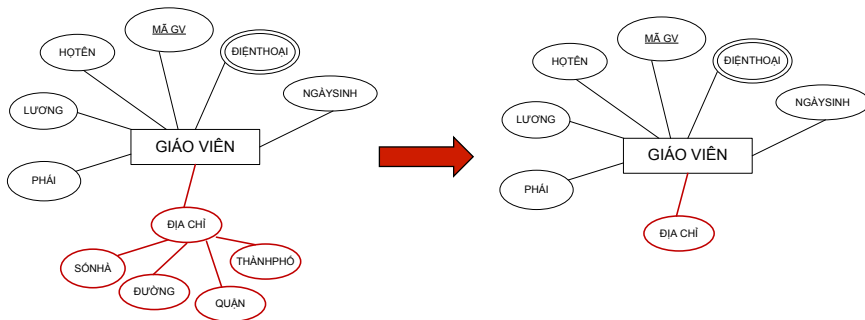 MÃ GV
HỌTÊN
ĐIỆNTHOẠI
LƯƠNG
NGÀYSINH
GIÁO VIÊN
PHÁI
ĐỊA CHỈ
SỐNHÀ
THÀNHPHỐ
ĐƯỜNG
QUẬN
MÃ GV
HỌTÊN
ĐIỆNTHOẠI
LƯƠNG
NGÀYSINH
GIÁO VIÊN
PHÁI
ĐỊA CHỈ